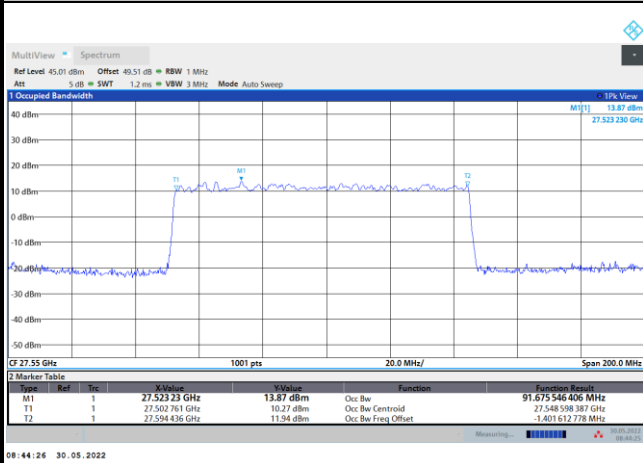 MultiView Spectrum
Ref Level 45.01 dBm Offset 49.51 dB RBW 1 MHz
Att 5 dB SWT 1.2 ms VBW 3 MHz Mode Auto Sweep
1 Occupied Bandwidth 1Pk View
M1[1] 13.87 dBm
27.523 230 GHz
40 dBm
30 dBm
20 dBm
T1 M1 T2
10 dBm
0 dBm
-10 dBm
-20 dBm
-30 dBm
-40 dBm
-50 dBm
CF 27.55 GHz 1001 pts 20.0 MHz/ Span 200.0 MHz
2 Marker Table
Type Ref Trc X-Value Y-Value Function Function Result
M1 1 27.523 23 GHz 13.87 dBm Occ Bw 91.675 546 406 MHz
T1 1 27.502 761 GHz 10.27 dBm Occ Bw Centroid 27.548 598 387 GHz
T2 1 27.594 436 GHz 11.94 dBm Occ Bw Freq Offset -1.401 612 778 MHz
Measuring... 30.05.2022
08:44:25
08:44:26 30.05.2022